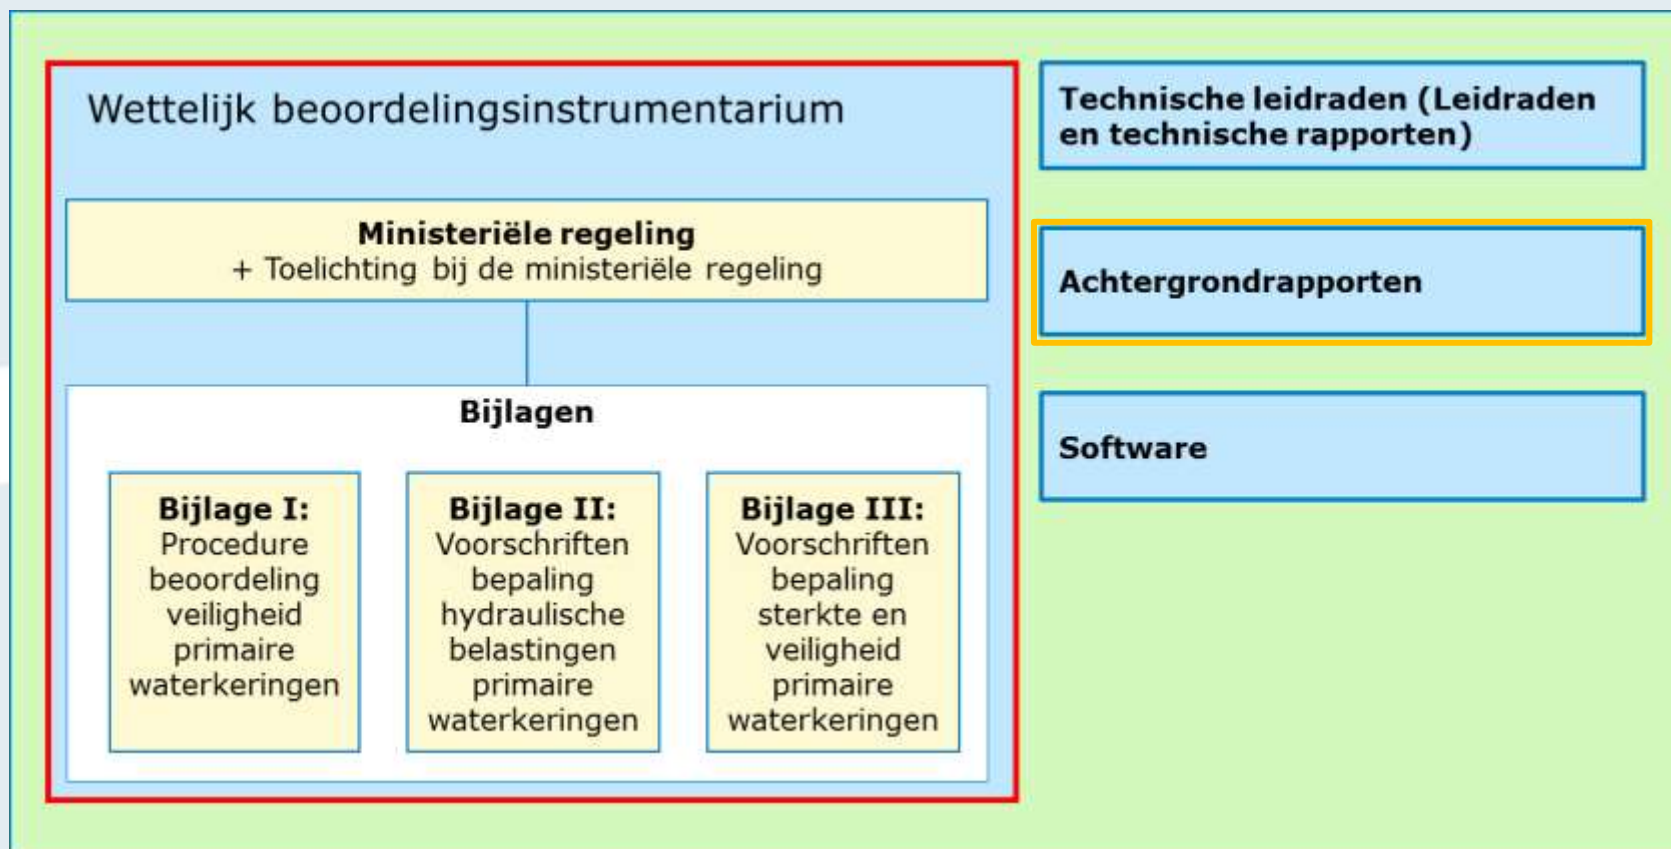 Wettelijk beoordelingsinstrumentarium
Ministeriële regeling
+ Toelichting bij de ministeriële regeling
Bijlagen
Bijlage I:
Procedure
beoordeling
veiligheid
primaire
waterkeringen
Bijlage II:
Voorschriften
bepaling
hydraulische
belastingen
primaire
waterkeringen
Bijlage III:
Voorschriften
bepaling
sterkte en
veiligheid
primaire
waterkeringen
Technische leidraden (Leidraden
en technische rapporten)
Achtergrondrapporten
Software